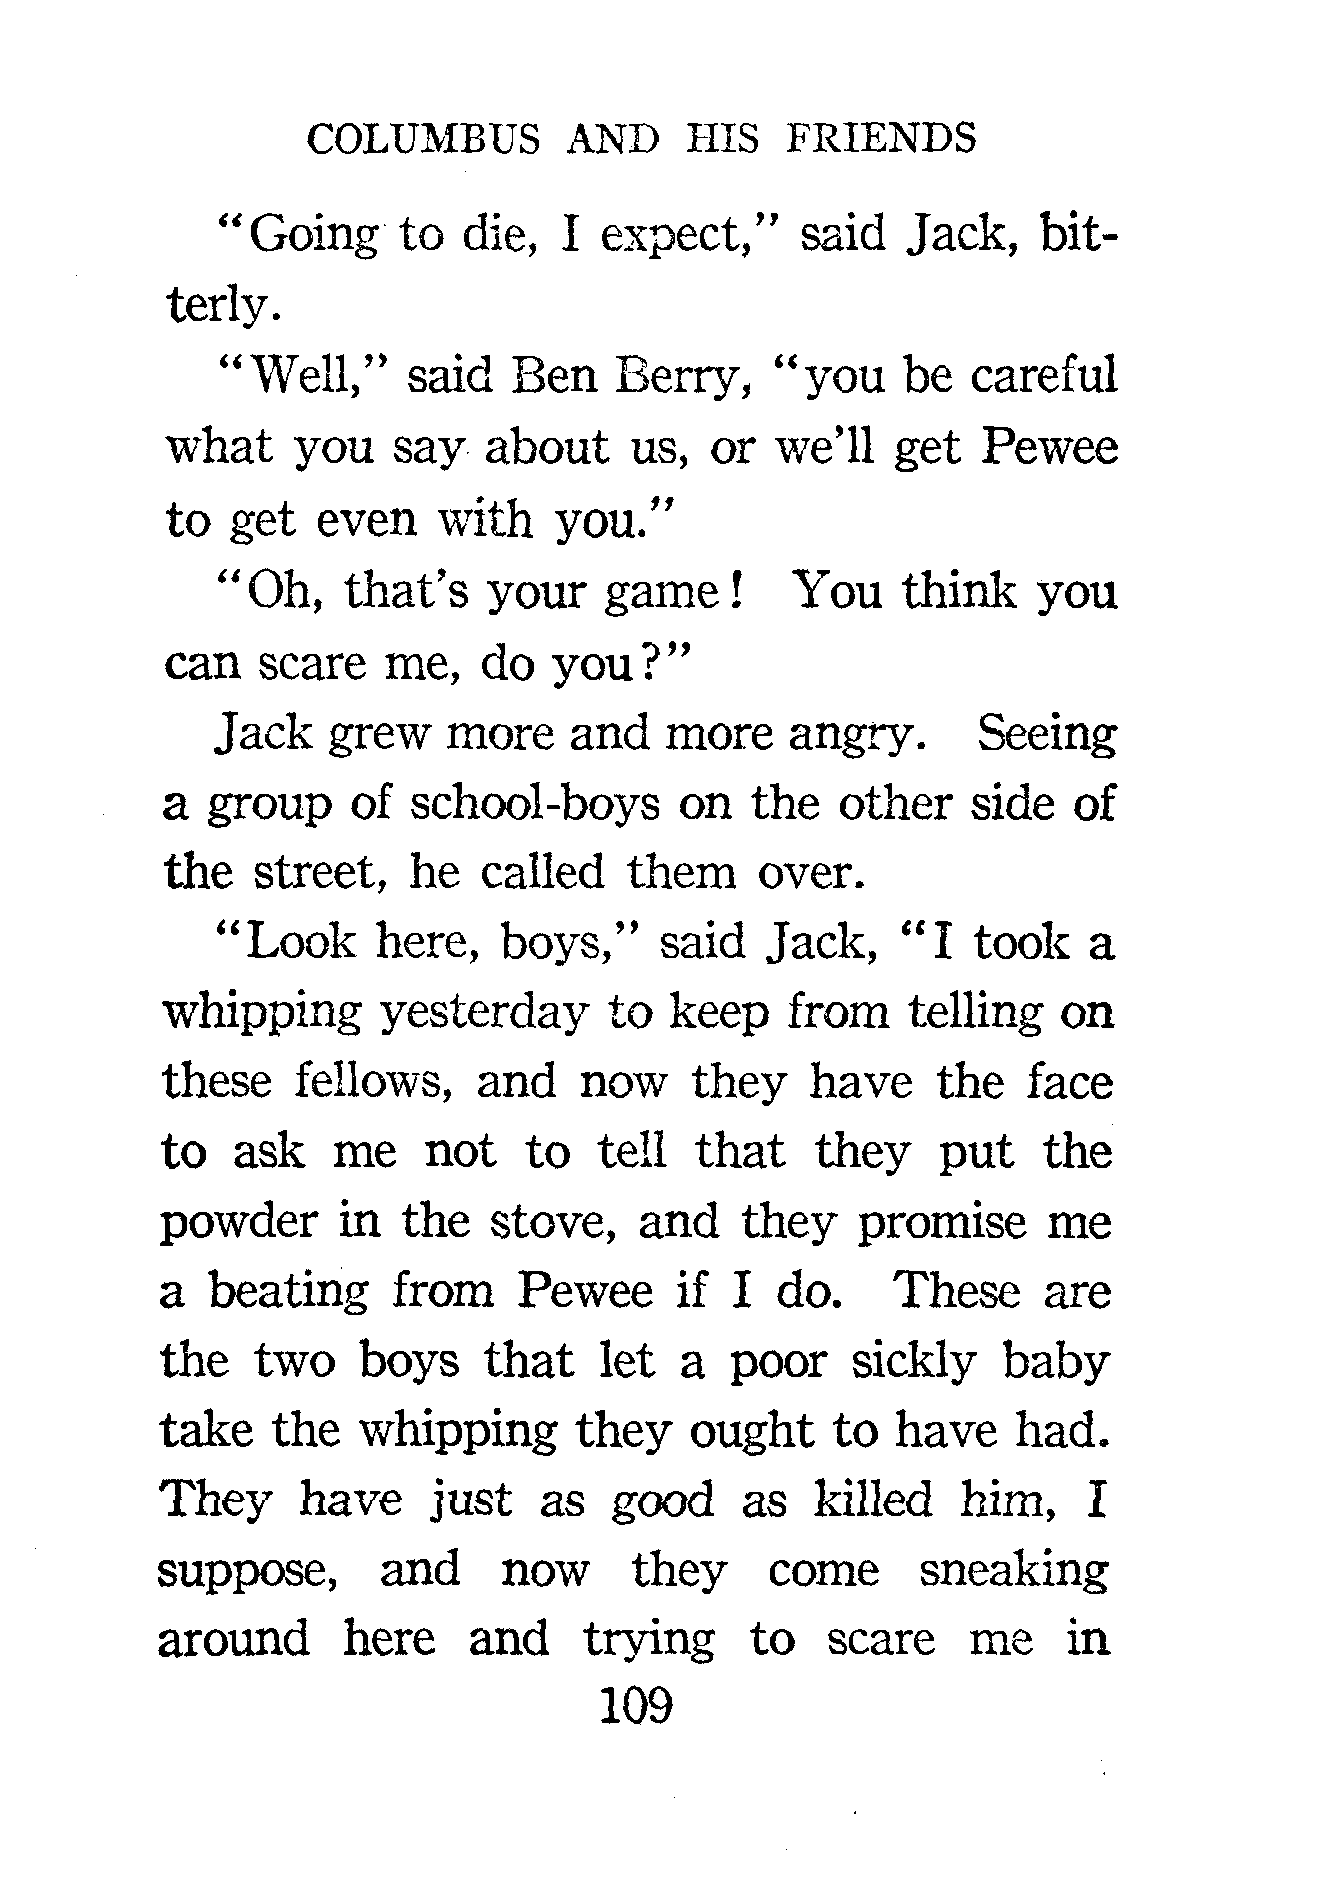 COLUMBUS AND HIS FRIENDS
“Going to die, I expect,” said Jack, bit-
terly.
“Well,” said Ben Berry, “you be careful
what you say about us, or we’ll get Pewee
to get even with you.”
“Oh, that’s your game! You think you
can scare me, do you?”
Jack grew more and more angry. Seeing
a group of school-boys on the other side of
the street, he called them over.
“Look here, boys,” said Jack, “I took a
whipping yesterday to keep from telling on
these fellows, and now they have the face
to ask me not to tell that they put the
powder in the stove, and they promise me
a beating from Pewee if I do. These are
the two boys that let a poor sickly baby
take the whipping they ought to have had.
They have just as good as killed him, I
suppose, and now they come sneaking
around here and trying to scare me in
109